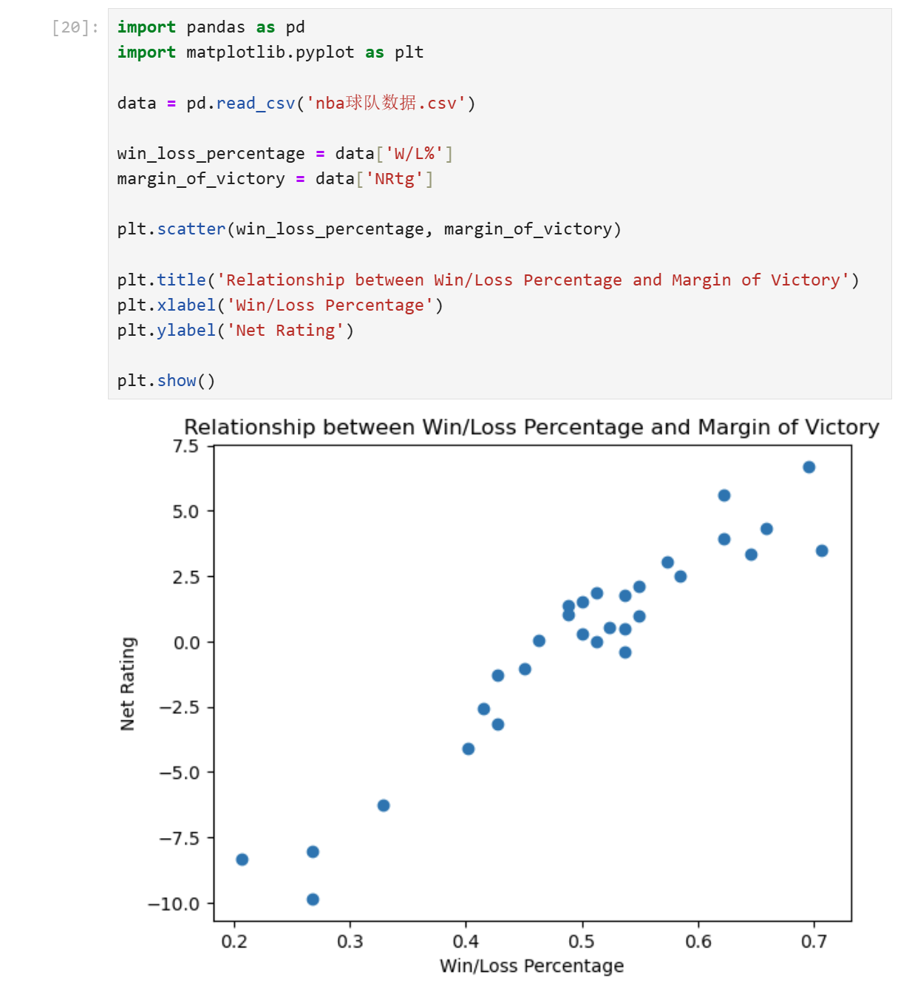 [20]:
import pandas as pd
import matplotlib.pyplot as plt
data = pd.read_csv('nba球队数据.csv')
win_loss_percentage = data['W/L%']
margin_of_victory = data['NRtg']
plt.scatter(win_loss_percentage, margin_of_victory)
plt.title('Relationship between Win/Loss Percentage and Margin of Victory')
plt.xlabel('Win/Loss Percentage')
plt.ylabel('Net Rating')
plt.show()
Relationship between Win/Loss Percentage and Margin of Victory
7.5
5.0
2.5
0.0
−2.5
−5.0
−7.5
−10.0
Net Rating
0.2 0.3 0.4 0.5 0.6 0.7
Win/Loss Percentage